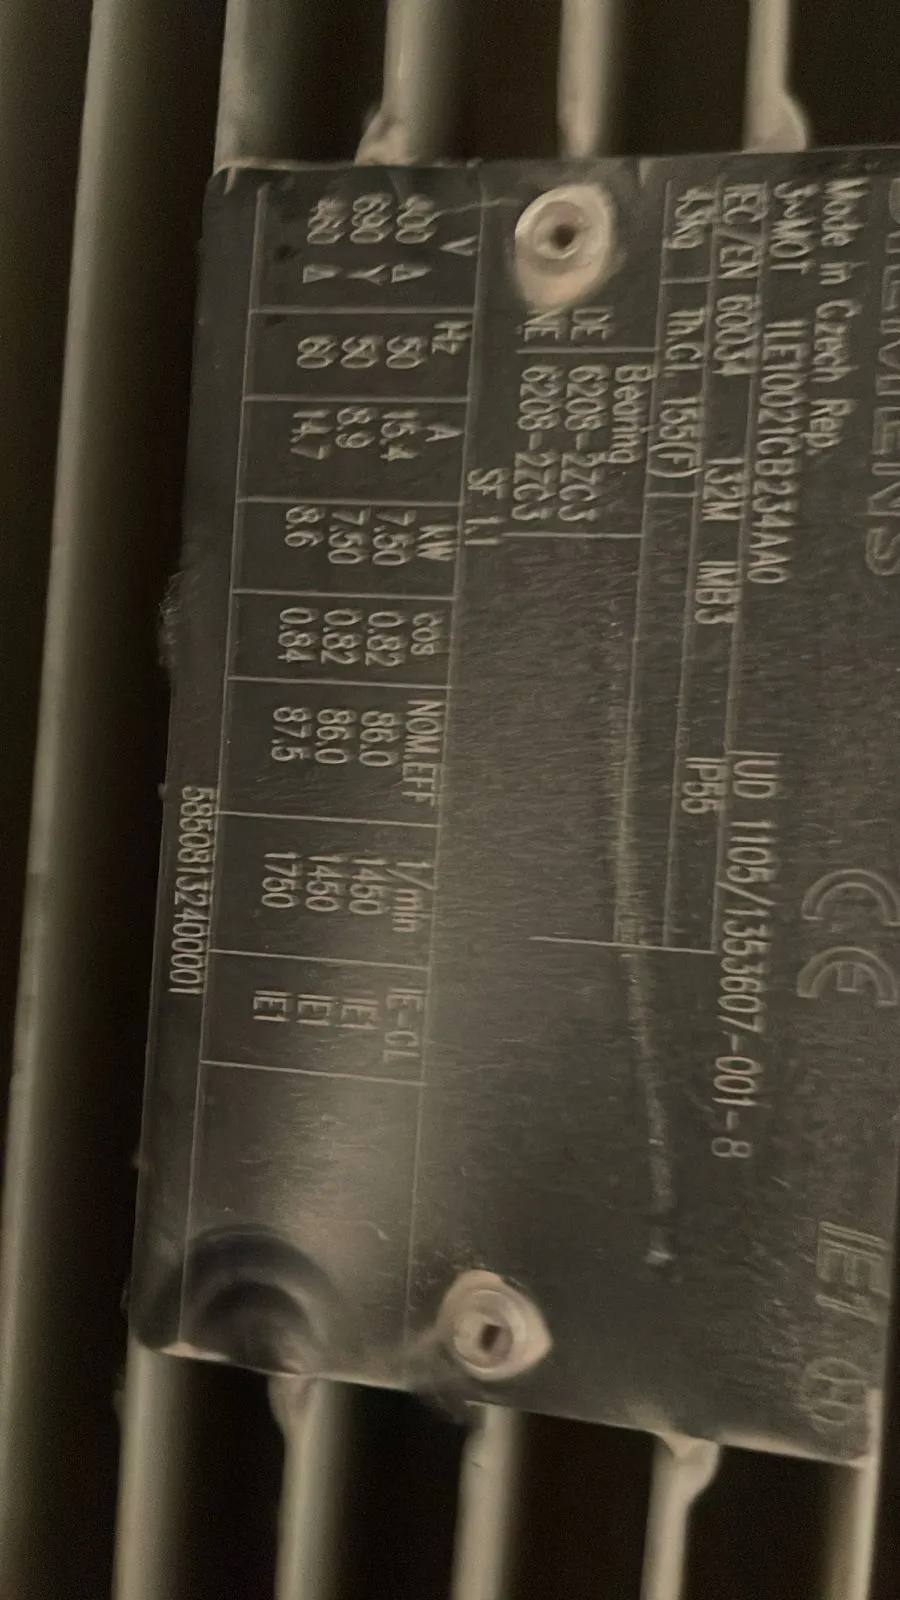 SIEMENS
Made in Czech Rep.
3~MOT 1LE10021CB234AA0 IUD 1105/1353607-001-8
IEC/EN 60034 132M IMB3 IP55
43kg Th.Cl. 155(F)
Bearing
DE 6208-2ZC3
NE 6208-2ZC3
SF 1.1
V Hz A kW cos NOM.EFF 1/min IE-CL
400 Δ 50 15.4 7.50 0.82 86.0 1450 IE1
690 Y 50 8.9 7.50 0.82 86.0 1450 IE1
460 Δ 60 14.7 8.6 0.84 87.5 1750 IE1
5850813240001
CE
IE1
H